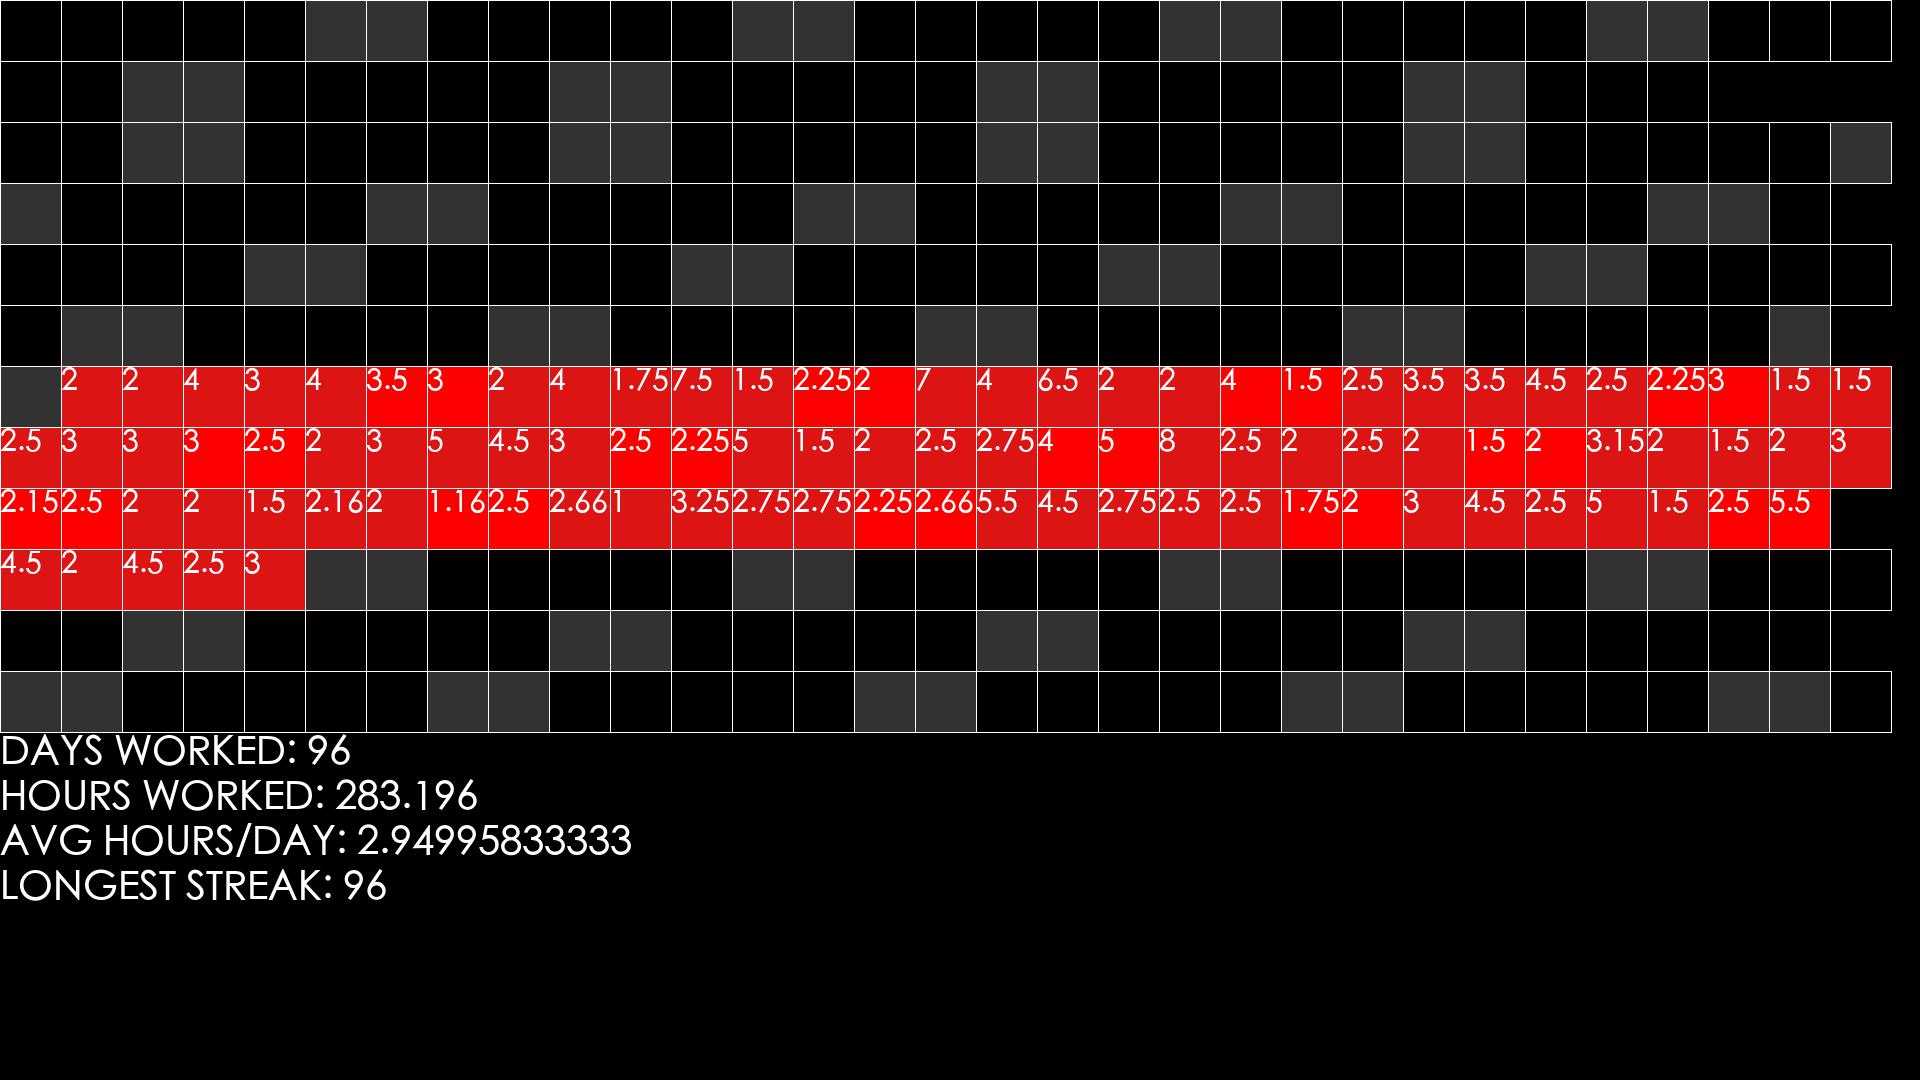 2 2 4 3 4 3.5 3 2 4 1.75 7.5 1.5 2.25 2 7 4 6.5 2 2 4 1.5 2.5 3.5 3.5 4.5 2.5 2.25 3 1.5 1.5
2.5 3 3 3 2.5 2 3 5 4.5 3 2.5 2.25 5 1.5 2 2.5 2.75 4 5 8 2.5 2 2.5 2 1.5 2 3.15 2 1.5 2 3
2.15 2.5 2 2 1.5 2.16 2 1.16 2.5 2.66 1 3.25 2.75 2.75 2.25 2.66 5.5 4.5 2.75 2.5 2.5 1.75 2 3 4.5 2.5 5 1.5 2.5 5.5
4.5 2 4.5 2.5 3
DAYS WORKED: 96
HOURS WORKED: 283.196
AVG HOURS/DAY: 2.94995833333
LONGEST STREAK: 96